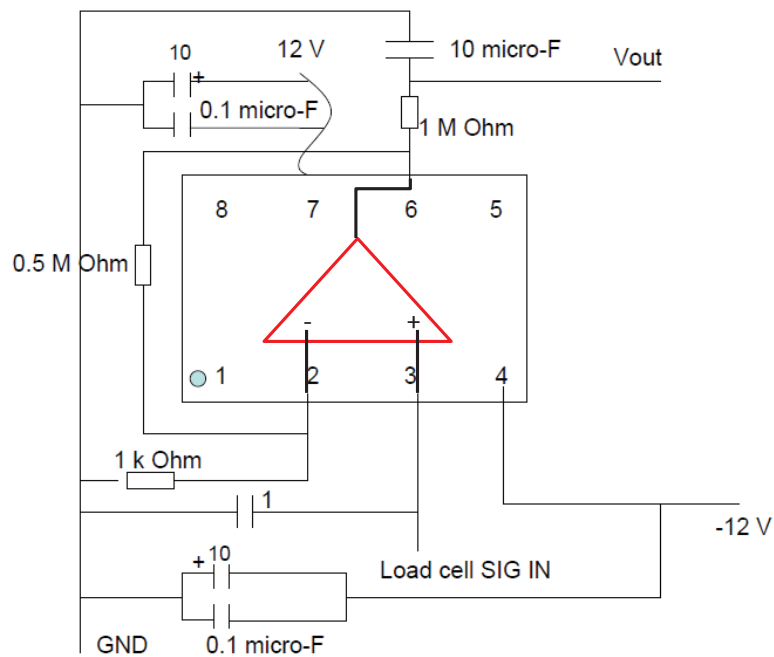 10 12 V 10 micro-F Vout
+
0.1 micro-F
1 M Ohm
8 7 6 5
0.5 M Ohm
- +
1 2 3 4
1 k Ohm
1
-12 V
+ 10
Load cell SIG IN
GND 0.1 micro-F